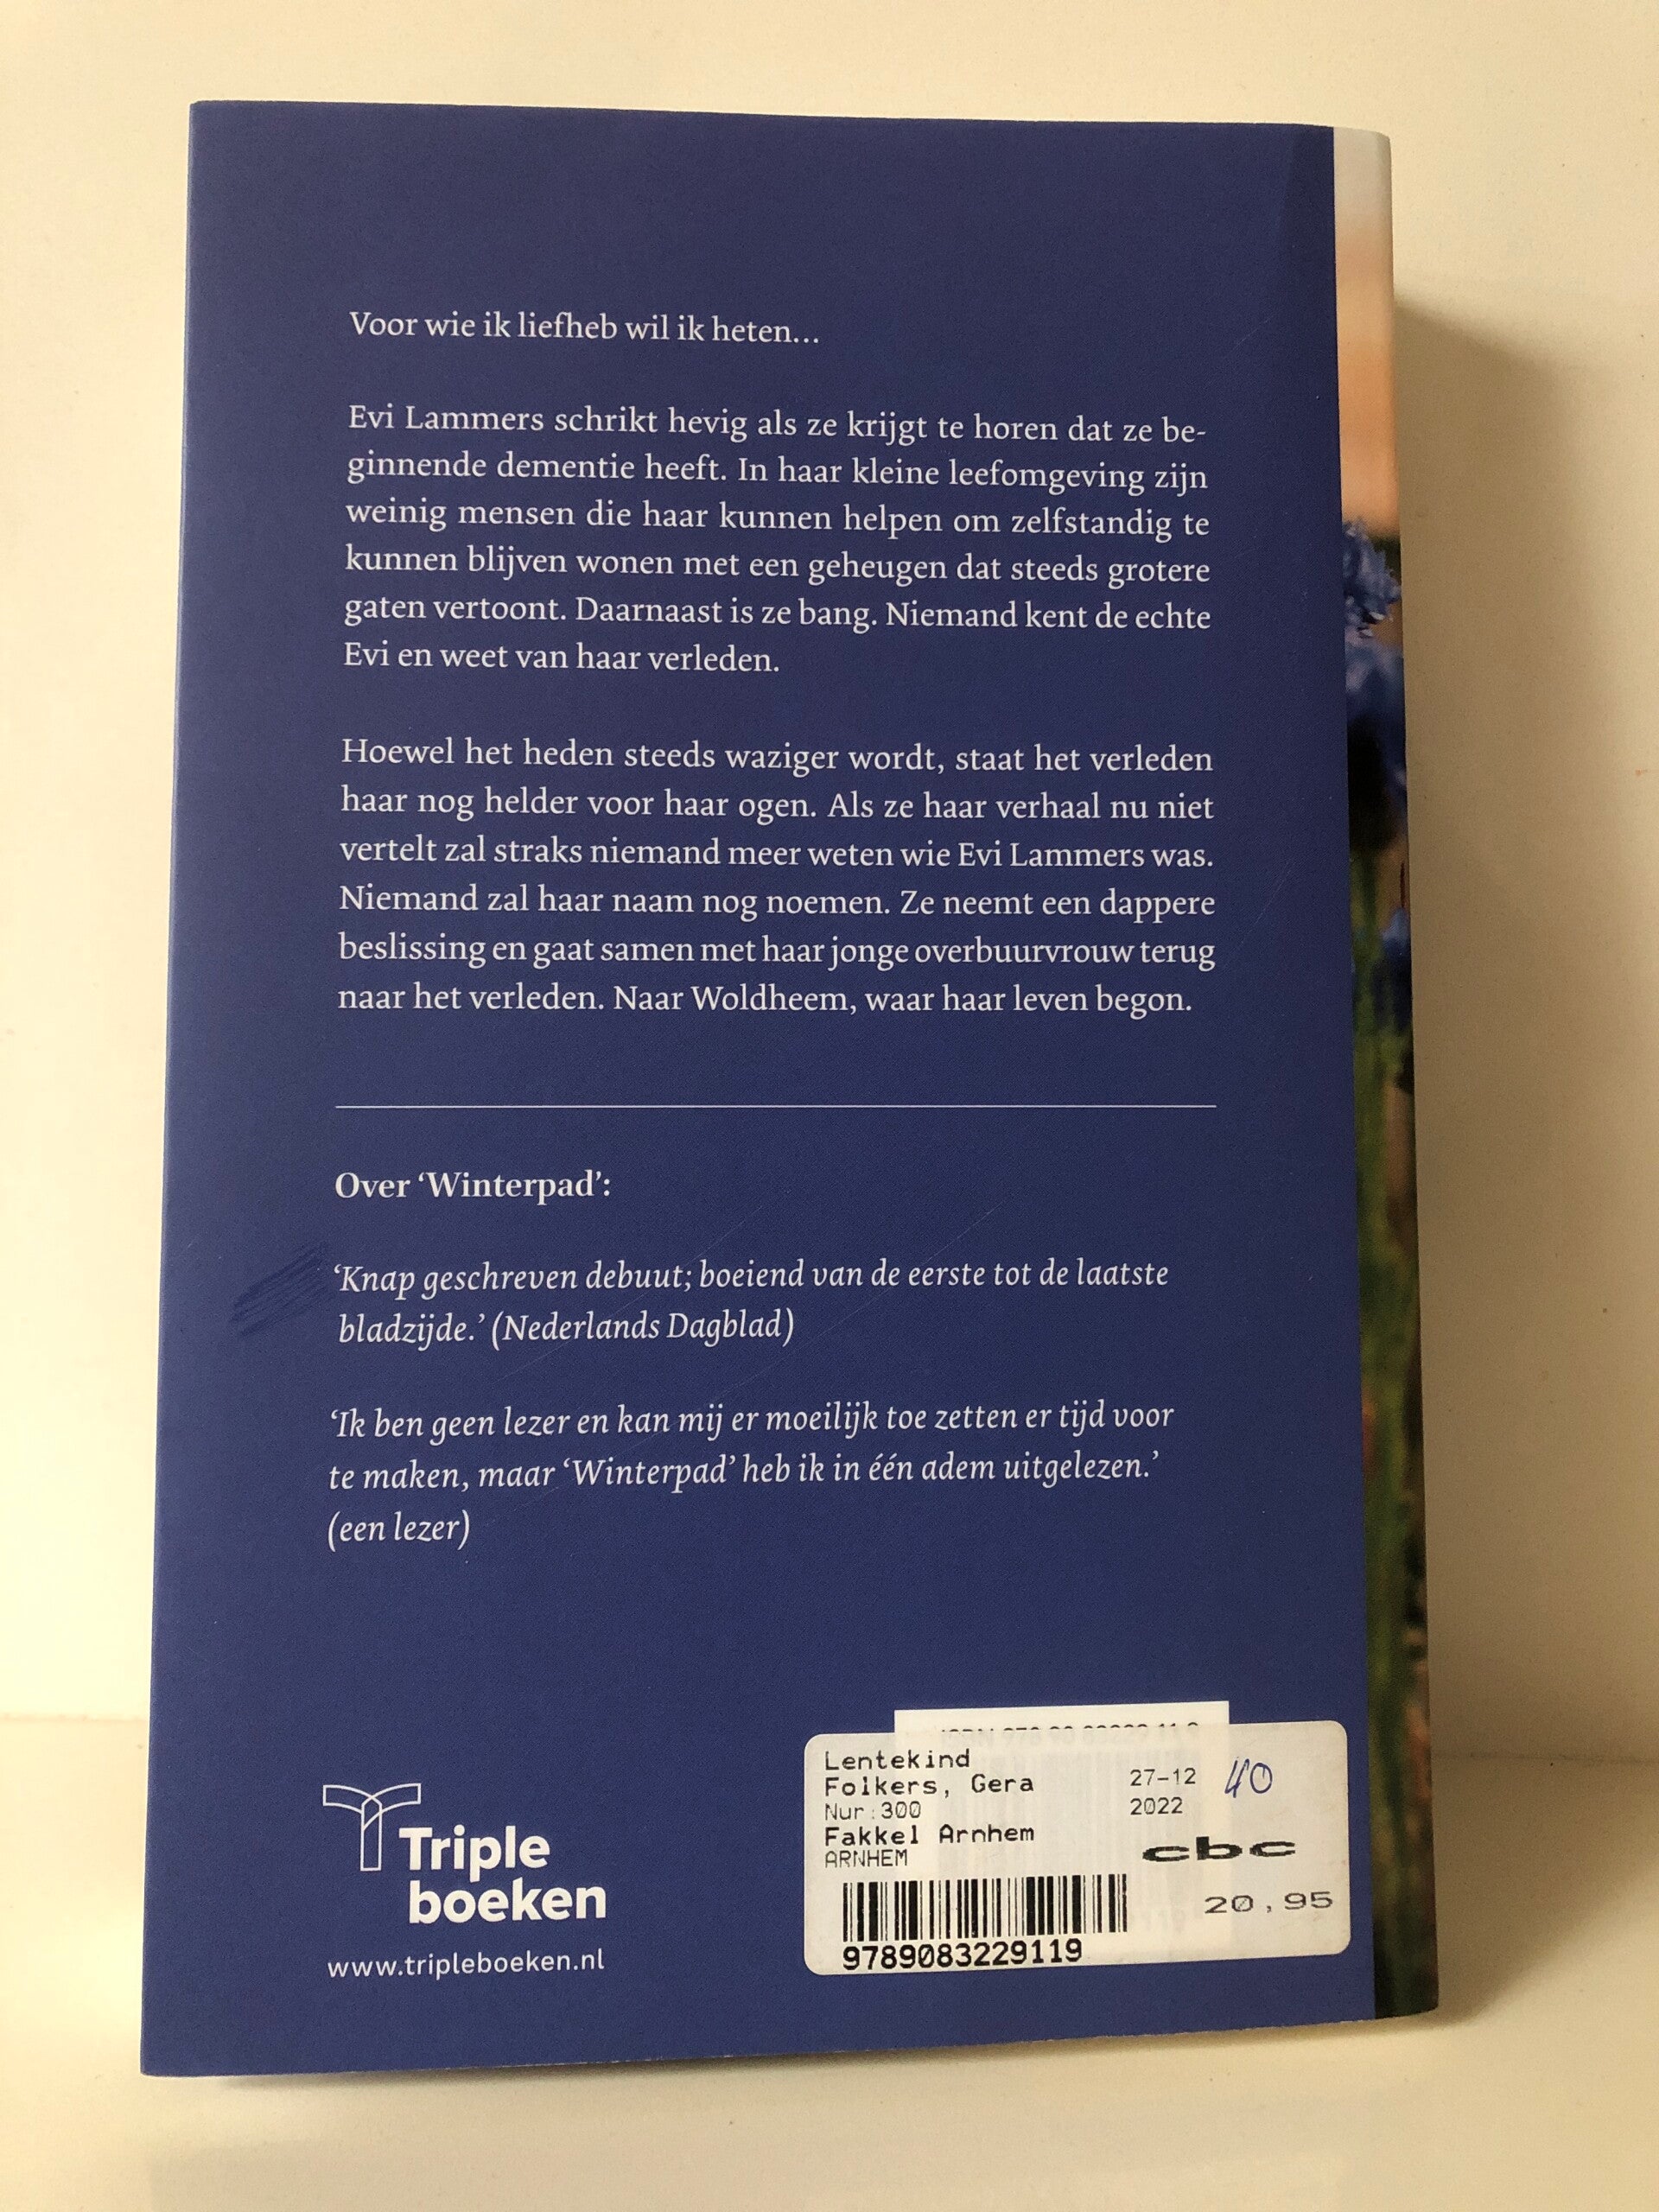 Voor wie ik liefheb wil ik heten...
Evi Lammers schrikt hevig als ze krijgt te horen dat ze be-
ginnende dementie heeft. In haar kleine leefomgeving zijn
weinig mensen die haar kunnen helpen om zelfstandig te
kunnen blijven wonen met een geheugen dat steeds grotere
gaten vertoont. Daarnaast is ze bang. Niemand kent de echte
Evi en weet van haar verleden.
Hoewel het heden steeds waziger wordt, staat het verleden
haar nog helder voor haar ogen. Als ze haar verhaal nu niet
vertelt zal straks niemand meer weten wie Evi Lammers was.
Niemand zal haar naam nog noemen. Ze neemt een dappere
beslissing en gaat samen met haar jonge overbuurvrouw terug
naar het verleden. Naar Woldheem, waar haar leven begon.
Over ‘Winterpad’:
‘Knap geschreven debuut; boeiend van de eerste tot de laatste
bladzijde.’ (Nederlands Dagblad)
‘Ik ben geen lezer en kan mij er moeilijk toe zetten er tijd voor
te maken, maar ‘Winterpad’ heb ik in één adem uitgelezen.’
(een lezer)
Triple
boeken
www.tripleboeken.nl
Lentekind
Folkers, Gera
Nur:300
Fakkel Arnhem
ARNHEM
27-12
2022
40
cbc
20,95
9789083229119